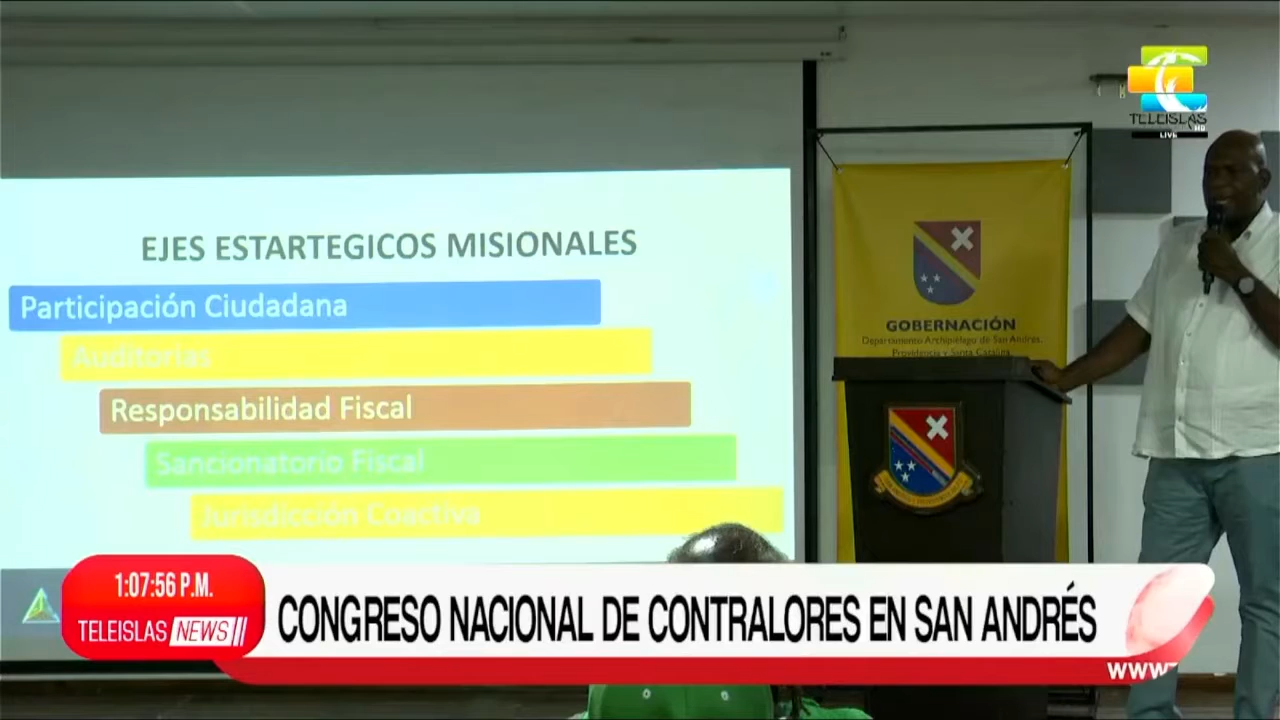 TELEISLAS
HD
LIVE
EJES ESTARTEGICOS MISIONALES
Participación Ciudadana
Auditorias
Responsabilidad Fiscal
Sancionatorio Fiscal
Jurisdicción Coactiva
GOBERNACIÓN
Departamento Archipiélago de San Andrés,
Providencia y Santa Catalina
1:07:56 P.M.
TELEISLAS NEWS
CONGRESO NACIONAL DE CONTRALORES EN SAN ANDRÉS